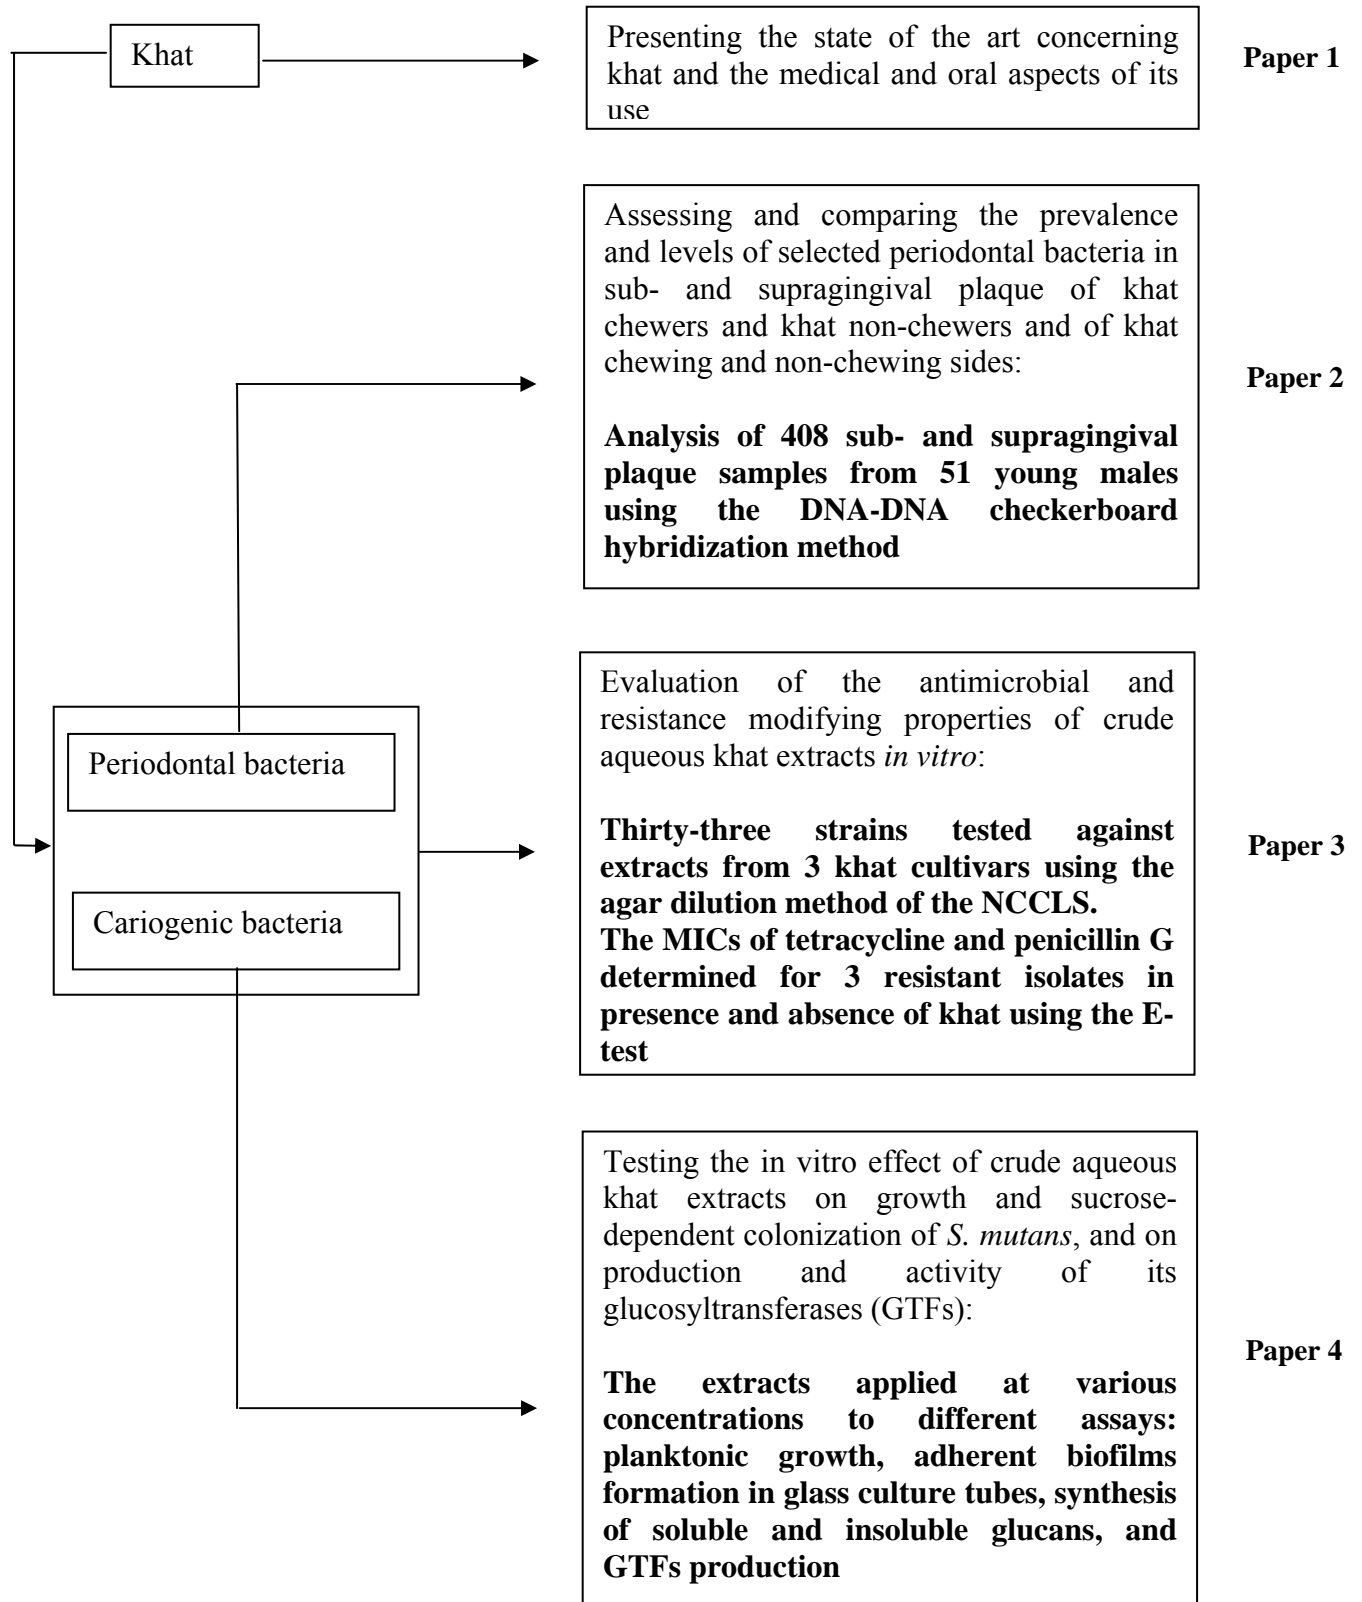 Khat
Presenting the state of the art concerning
khat and the medical and oral aspects of its
use
Paper 1
Assessing and comparing the prevalence
and levels of selected periodontal bacteria in
sub- and supragingival plaque of khat
chewers and khat non-chewers and of khat
chewing and non-chewing sides:
Analysis of 408 sub- and supragingival
plaque samples from 51 young males
using the DNA-DNA checkerboard
hybridization method
Paper 2
Periodontal bacteria
Cariogenic bacteria
Evaluation of the antimicrobial and
resistance modifying properties of crude
aqueous khat extracts in vitro:
Thirty-three strains tested against
extracts from 3 khat cultivars using the
agar dilution method of the NCCLS.
The MICs of tetracycline and penicillin G
determined for 3 resistant isolates in
presence and absence of khat using the E-
test
Paper 3
Testing the in vitro effect of crude aqueous
khat extracts on growth and sucrose-
dependent colonization of S. mutans, and on
production and activity of its
glucosyltransferases (GTFs):
The extracts applied at various
concentrations to different assays:
planktonic growth, adherent biofilms
formation in glass culture tubes, synthesis
of soluble and insoluble glucans, and
GTFs production
Paper 4